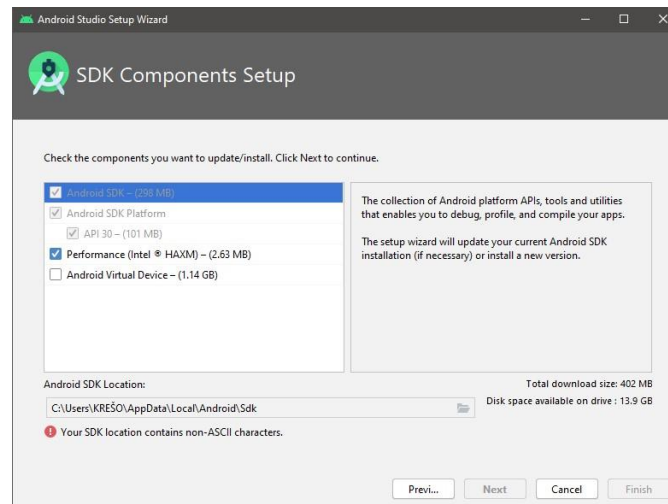 Android Studio Setup Wizard
SDK Components Setup
Check the components you want to update/install. Click Next to continue.
Android SDK – (298 MB)
Android SDK Platform
API 30 – (101 MB)
Performance (Intel ® HAXM) – (2.63 MB)
Android Virtual Device – (1.14 GB)
The collection of Android platform APIs, tools and utilities
that enables you to debug, profile, and compile your apps.
The setup wizard will update your current Android SDK
installation (if necessary) or install a new version.
Android SDK Location:
Total download size: 402 MB
C:\Users\KREŠO\AppData\Local\Android\Sdk
Disk space available on drive : 13.9 GB
Your SDK location contains non-ASCII characters.
Previ...
Next
Cancel
Finish